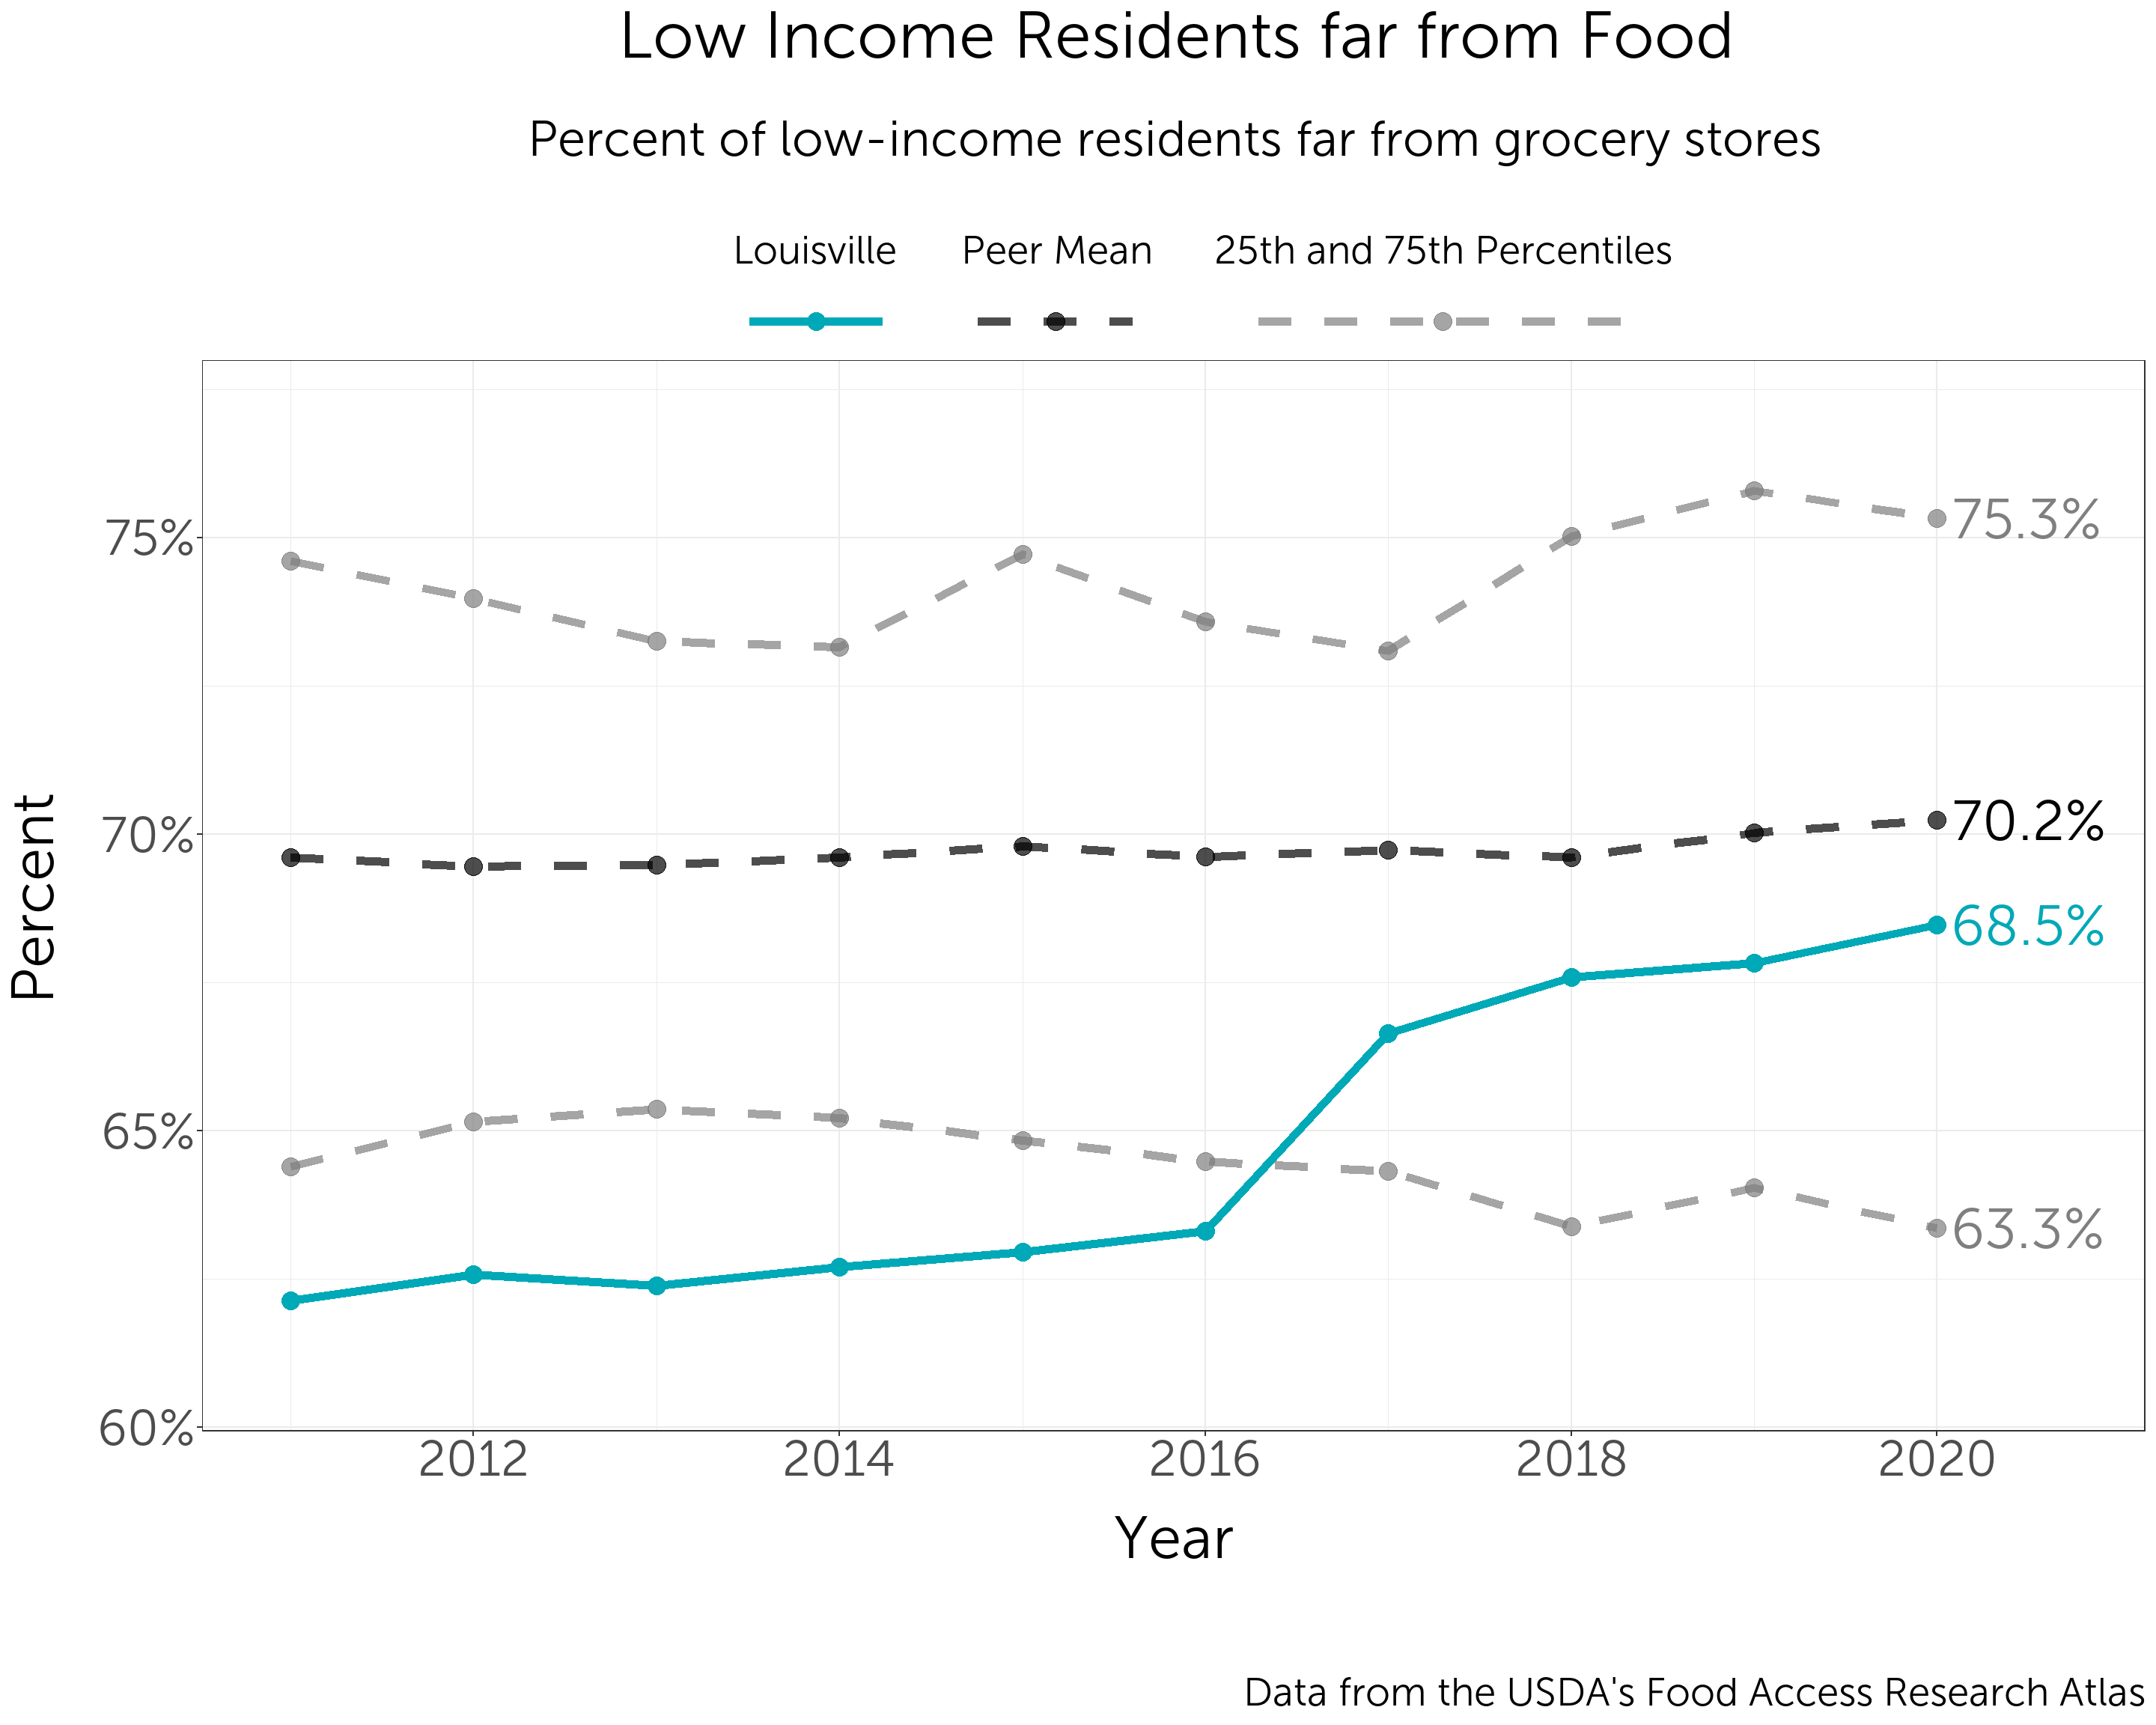 Low Income Residents far from Food
Percent of low-income residents far from grocery stores
Louisville Peer Mean 25th and 75th Percentiles
75%
70%
65%
60%
Percent
75.3%
70.2%
68.5%
63.3%
2012 2014 2016 2018 2020
Year
Data from the USDA's Food Access Research Atlas